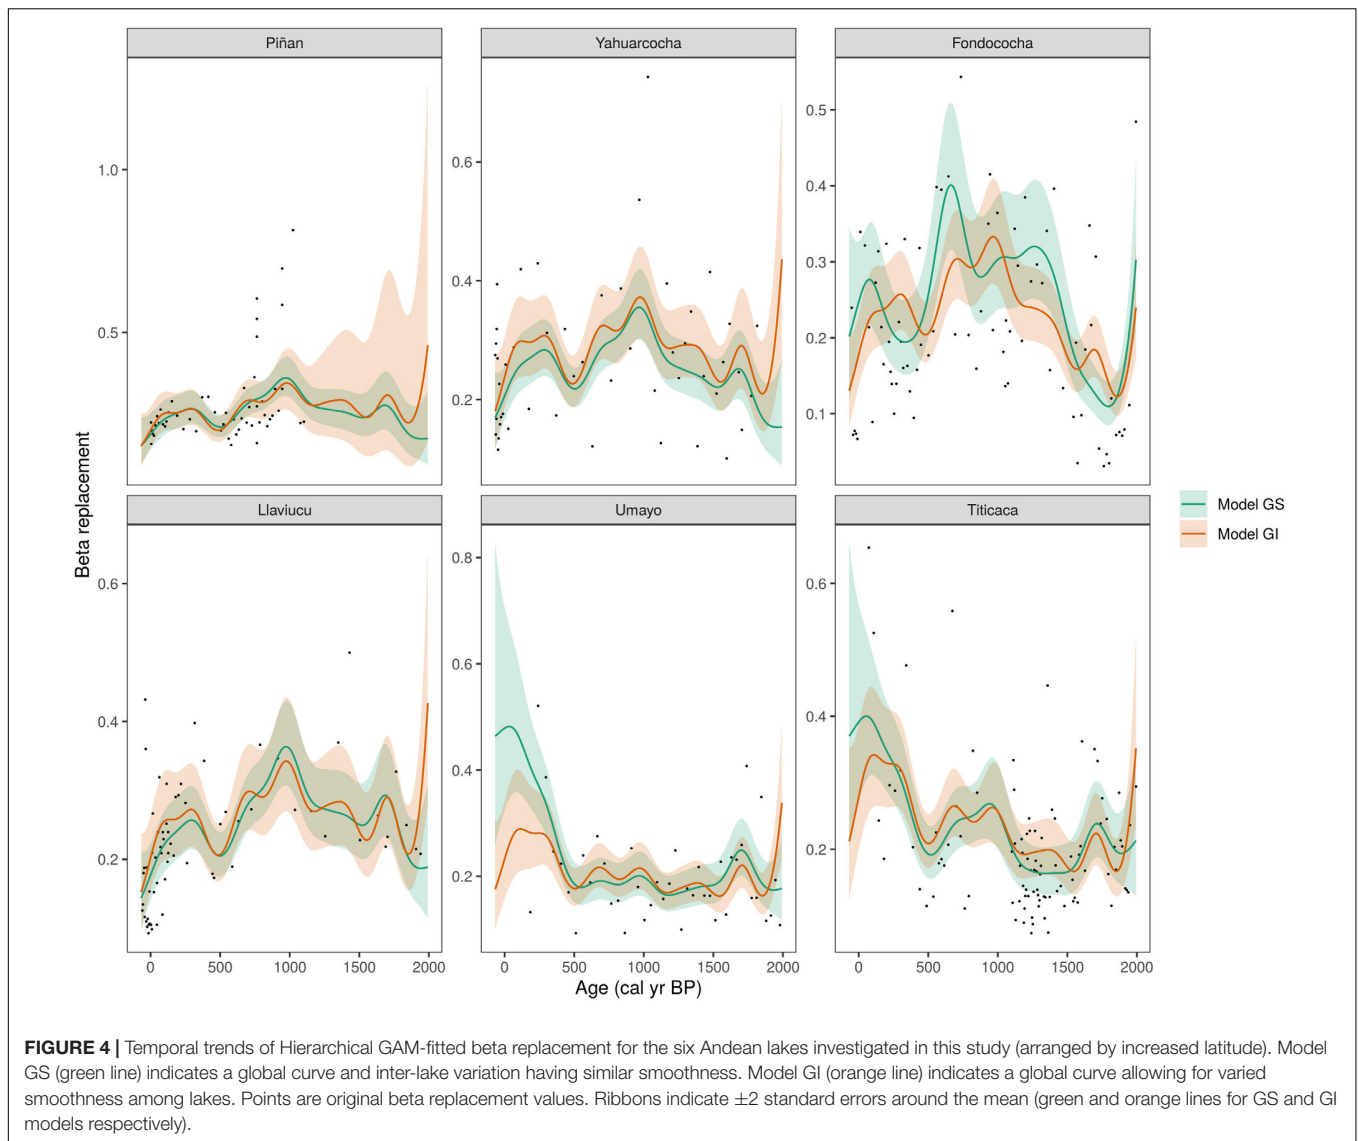 Piñan
Yahuarcocha
Fondococha
1.0
0.5
0.6
0.4
0.2
0.5
0.4
0.3
0.2
0.1
Beta replacement
Llaviucu
Umayo
Titicaca
0.6
0.4
0.2
0.8
0.6
0.4
0.2
0.6
0.4
0.2
0 500 1000 1500 2000
0 500 1000 1500 2000
0 500 1000 1500 2000
Age (cal yr BP)
Model GS
Model GI
FIGURE 4 | Temporal trends of Hierarchical GAM-fitted beta replacement for the six Andean lakes investigated in this study (arranged by increased latitude). Model
GS (green line) indicates a global curve and inter-lake variation having similar smoothness. Model GI (orange line) indicates a global curve allowing for varied
smoothness among lakes. Points are original beta replacement values. Ribbons indicate ±2 standard errors around the mean (green and orange lines for GS and GI
models respectively).